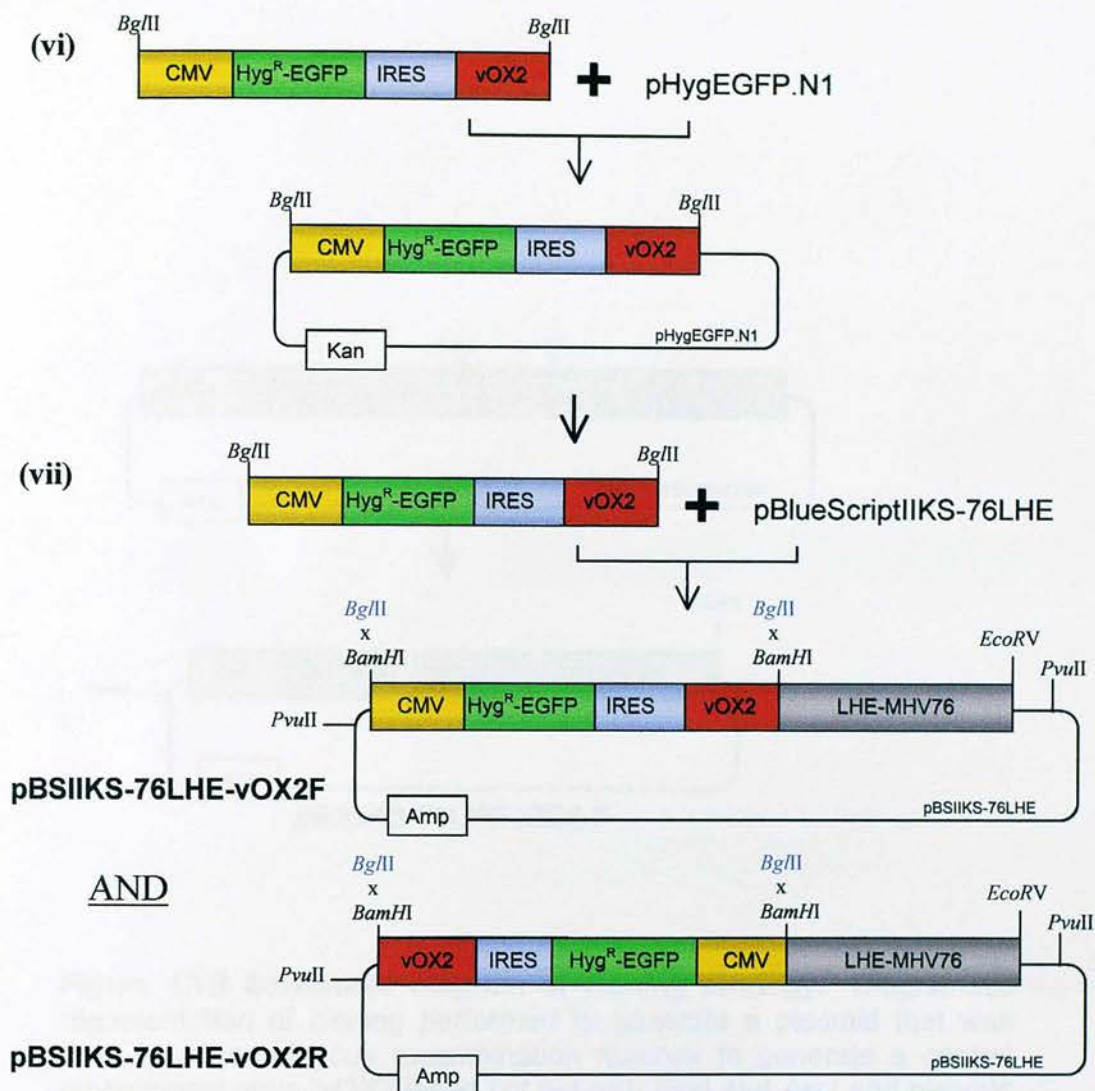 (vi)
BglII BglII
CMV HygR-EGFP IRES vOX2 + pHygEGFP.N1
BglII BglII
CMV HygR-EGFP IRES vOX2
Kan pHygEGFP.N1
(vii)
BglII BglII
CMV HygR-EGFP IRES vOX2 + pBlueScriptIIKS-76LHE
BglII BglII
x x
BamHI BamHI EcoRV
PvuII
CMV HygR-EGFP IRES vOX2 LHE-MHV76
PvuII
pBSIIKS-76LHE-vOX2F
Amp pBSIIKS-76LHE
AND
BglII BglII
x x
BamHI BamHI EcoRV
PvuII
vOX2 IRES HygR-EGFP CMV LHE-MHV76
PvuII
pBSIIKS-76LHE-vOX2R
Amp pBSIIKS-76LHE